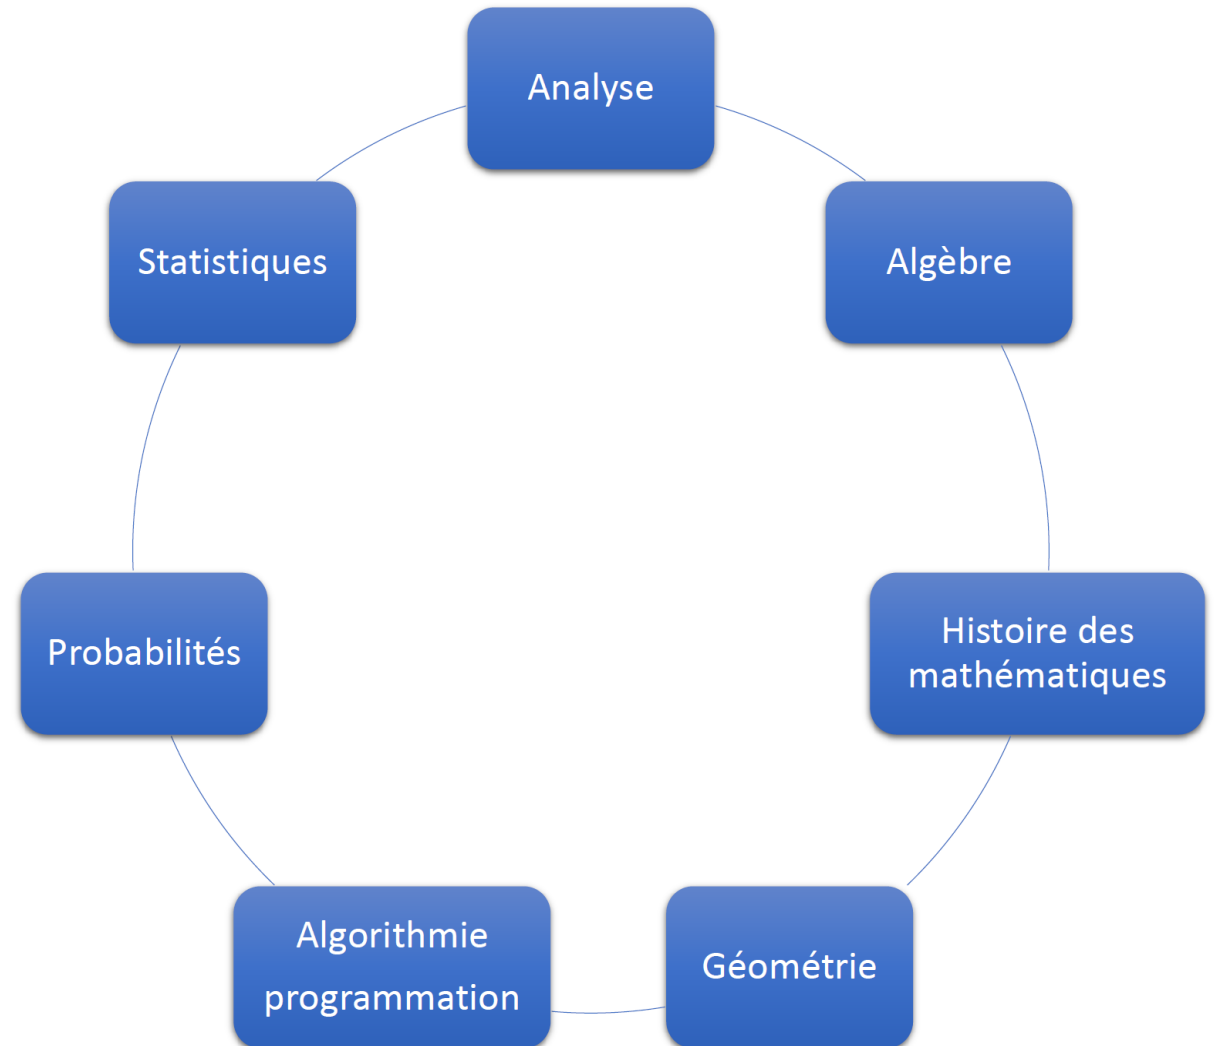 Analyse
Statistiques
Algèbre
Probabilités
Histoire des
mathématiques
Algorithmie
programmation
Géométrie